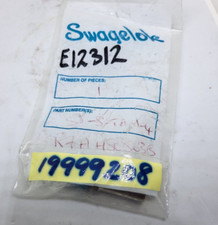 Swagelok
E12312
NUMBER OF PIECES:
1
PART NUMBER(S)
19999208